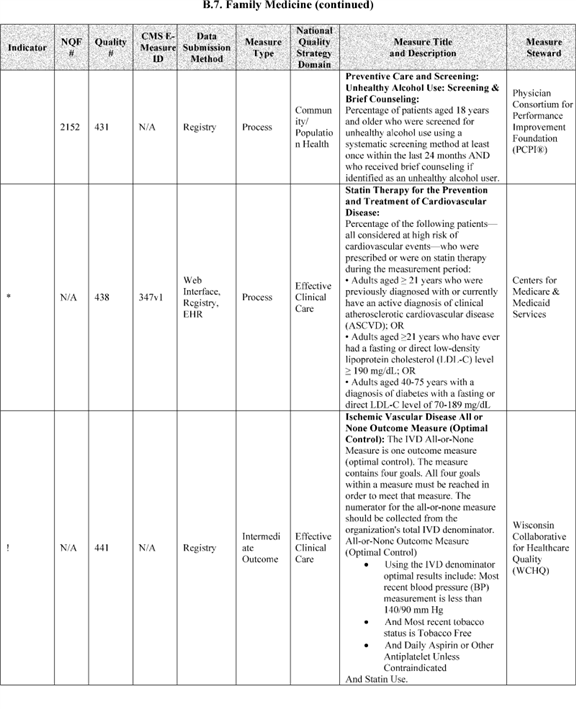 B.7. Family Medicine (continued)
Indicator
NQF
#
Quality
#
CMS E-
Measure
ID
Data
Submission
Method
Measure
Type
National
Quality
Strategy
Domain
Measure Title
and Description
Measure
Steward
2152
431
N/A
Registry
Process
Commun
ity/
Populatio
n Health
Preventive Care and Screening:
Unhealthy Alcohol Use: Screening &
Brief Counseling:
Percentage of patients aged 18 years
and older who were screened for
unhealthy alcohol use using a
systematic screening method at least
once within the last 24 months AND
who received brief counseling if
identified as an unhealthy alcohol user.
Physician
Consortium for
Performance
Improvement
Foundation
(PCPI®)
*
N/A
438
347v1
Web
Interface,
Registry,
EHR
Process
Effective
Clinical
Care
Statin Therapy for the Prevention
and Treatment of Cardiovascular
Disease:
Percentage of the following patients—
all considered at high risk of
cardiovascular events—who were
prescribed or were on statin therapy
during the measurement period:
• Adults aged ≥ 21 years who were
previously diagnosed with or currently
have an active diagnosis of clinical
atherosclerotic cardiovascular disease
(ASCVD); OR
• Adults aged ≥21 years who have ever
had a fasting or direct low-density
lipoprotein cholesterol (LDL-C) level
≥ 190 mg/dL; OR
• Adults aged 40-75 years with a
diagnosis of diabetes with a fasting or
direct LDL-C level of 70-189 mg/dL
Centers for
Medicare &
Medicaid
Services
!
N/A
441
N/A
Registry
Intermedi
ate
Outcome
Effective
Clinical
Care
Ischemic Vascular Disease All or
None Outcome Measure (Optimal
Control): The IVD All-or-None
Measure is one outcome measure
(optimal control). The measure
contains four goals. All four goals
within a measure must be reached in
order to meet that measure. The
numerator for the all-or-none measure
should be collected from the
organization's total IVD denominator.
All-or-None Outcome Measure
(Optimal Control)
• Using the IVD denominator
optimal results include: Most
recent blood pressure (BP)
measurement is less than
140/90 mm Hg
• And Most recent tobacco
status is Tobacco Free
• And Daily Aspirin or Other
Antiplatelet Unless
Contraindicated
And Statin Use.
Wisconsin
Collaborative
for Healthcare
Quality
(WCHQ)